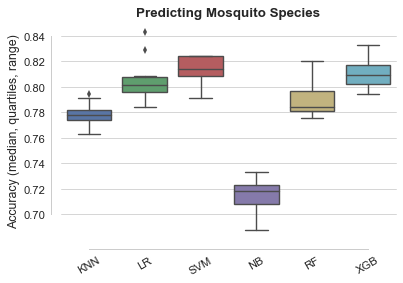 Predicting Mosquito Species
Accuracy (median, quartiles, range)
0.84
0.82
0.80
0.78
0.76
0.74
0.72
0.70
KNN
LR
SVM
NB
RF
XGB